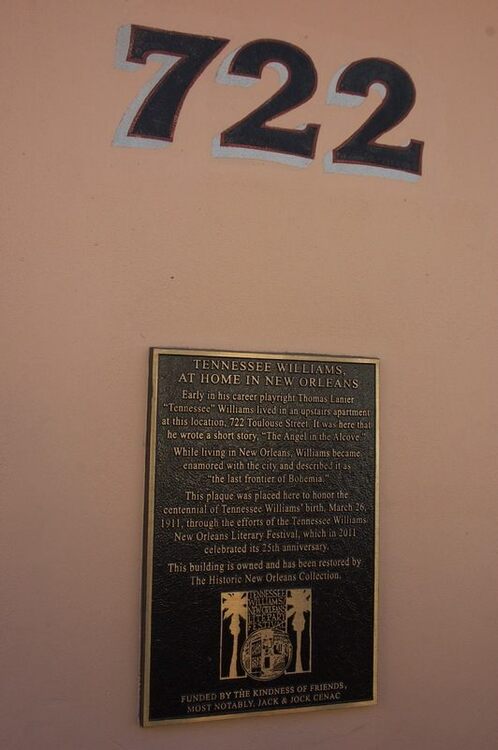 722
TENNESSEE WILLIAMS,
AT HOME IN NEW ORLEANS
Early in his career playright Thomas Lanier
"Tennessee" Williams lived in an upstairs apartment
at this location, 722 Toulouse Street. It was here that
he wrote a short story, "The Angel in the Alcove."
While living in New Orleans, Williams became
enamored with the city and described it as
"the last frontier of Bohemia."
This plaque was placed here to honor the
centennial of Tennessee Williams' birth, March 26,
1911, through the efforts of the Tennessee Williams
New Orleans Literary Festival, which in 2011
celebrated its 25th anniversary.
This building is owned and has been restored by
The Historic New Orleans Collection.
TENNESSEE
WILLIAMS
NEW ORLEANS
LITERARY
FESTIVAL
FUNDED BY THE KINDNESS OF FRIENDS,
MOST NOTABLY, JACK & JOCK CENAC